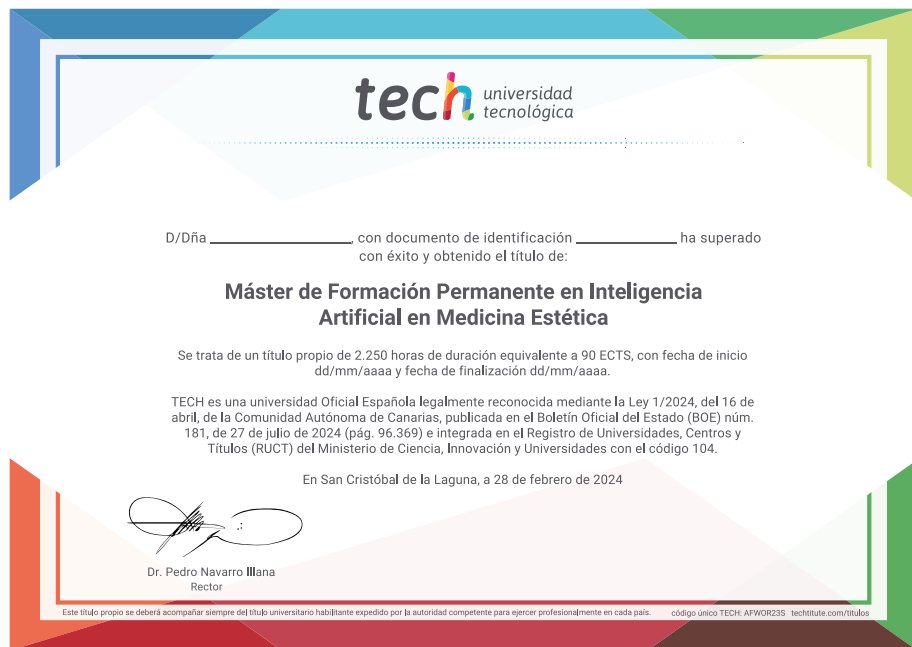 tech universidad
tecnológica
D/Dña ____________, con documento de identificación ____________ ha superado
con éxito y obtenido el título de:
Máster de Formación Permanente en Inteligencia
Artificial en Medicina Estética
Se trata de un título propio de 2.250 horas de duración equivalente a 90 ECTS, con fecha de inicio
dd/mm/aaaa y fecha de finalización dd/mm/aaaa.
TECH es una universidad Oficial Española legalmente reconocida mediante la Ley 1/2024, del 16 de
abril, de la Comunidad Autónoma de Canarias, publicada en el Boletín Oficial del Estado (BOE) núm.
181, de 27 de julio de 2024 (pág. 96.369) e integrada en el Registro de Universidades, Centros y
Títulos (RUCT) del Ministerio de Ciencia, Innovación y Universidades con el código 104.
En San Cristóbal de la Laguna, a 28 de febrero de 2024
Dr. Pedro Navarro Illana
Rector
Este título propio se deberá acompañar siempre del título universitario habilitante expedido por la autoridad competente para ejercer profesionalmente en cada país. código único TECH: AFWOR23S techtitute.com/titulos